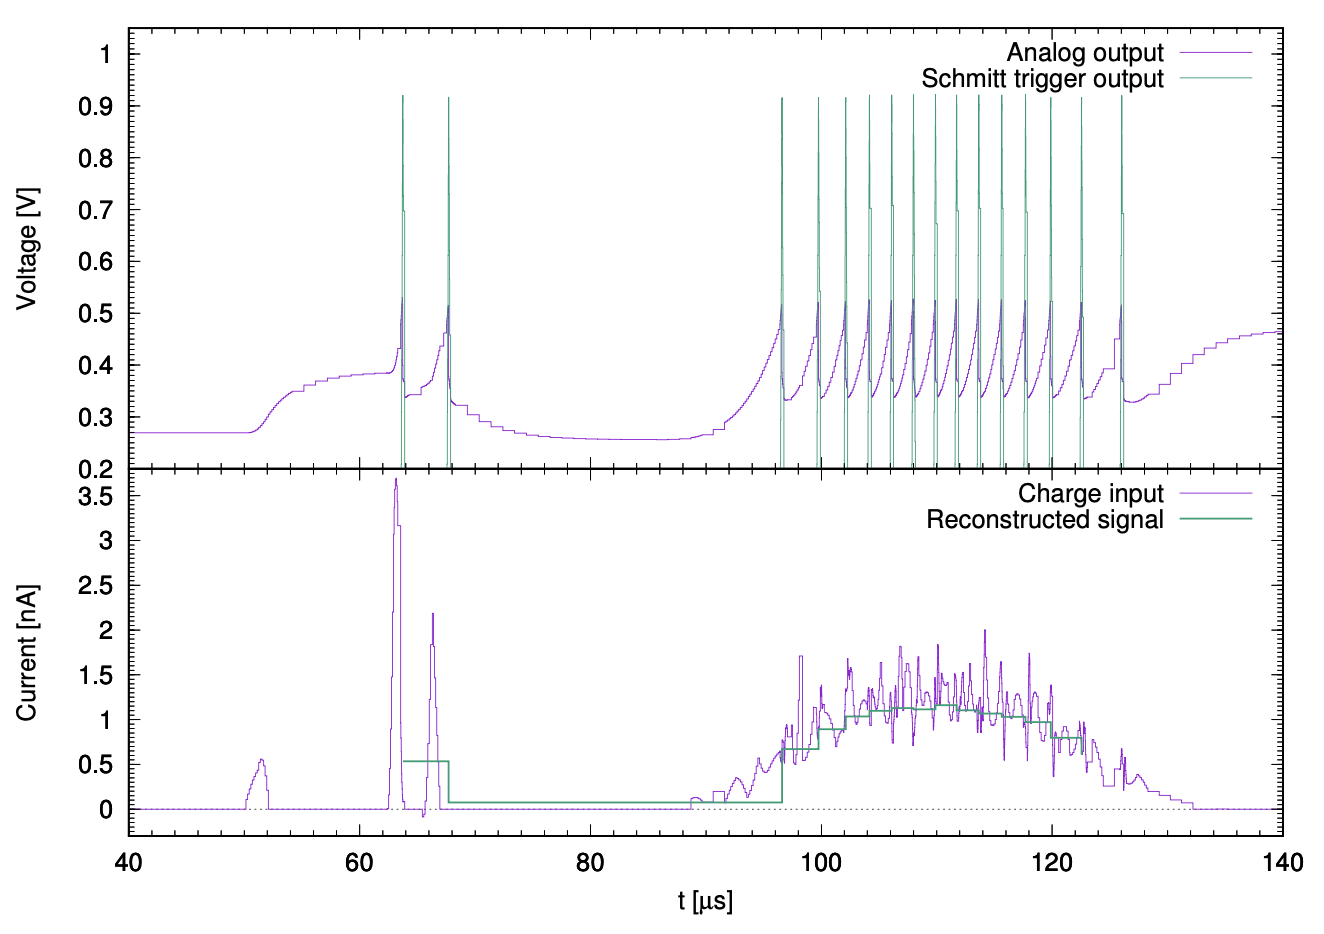 1
Analog output
Schmitt trigger output
0.9
0.8
0.7
0.6
0.5
0.4
0.3
0.2
Voltage [V]
3.5
Charge input
Reconstructed signal
3
2.5
2
1.5
1
0.5
0
Current [nA]
40 60 80 100 120 140
t [μs]